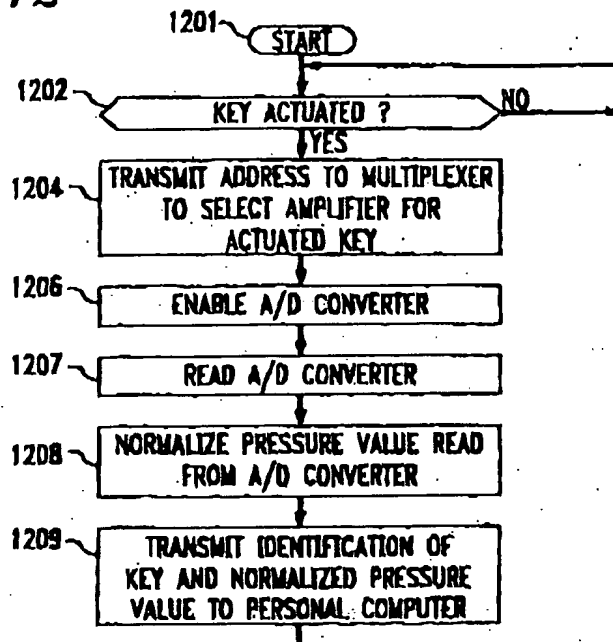 1201
START
1202
KEY ACTUATED ?
NO
YES
1204
TRANSMIT ADDRESS TO MULTIPLEXER
TO SELECT AMPLIFIER FOR
ACTUATED KEY
1206
ENABLE A/D CONVERTER
1207
READ A/D CONVERTER
1208
NORMALIZE PRESSURE VALUE READ
FROM A/D CONVERTER
1209
TRANSMIT IDENTIFICATION OF
KEY AND NORMALIZED PRESSURE
VALUE TO PERSONAL COMPUTER